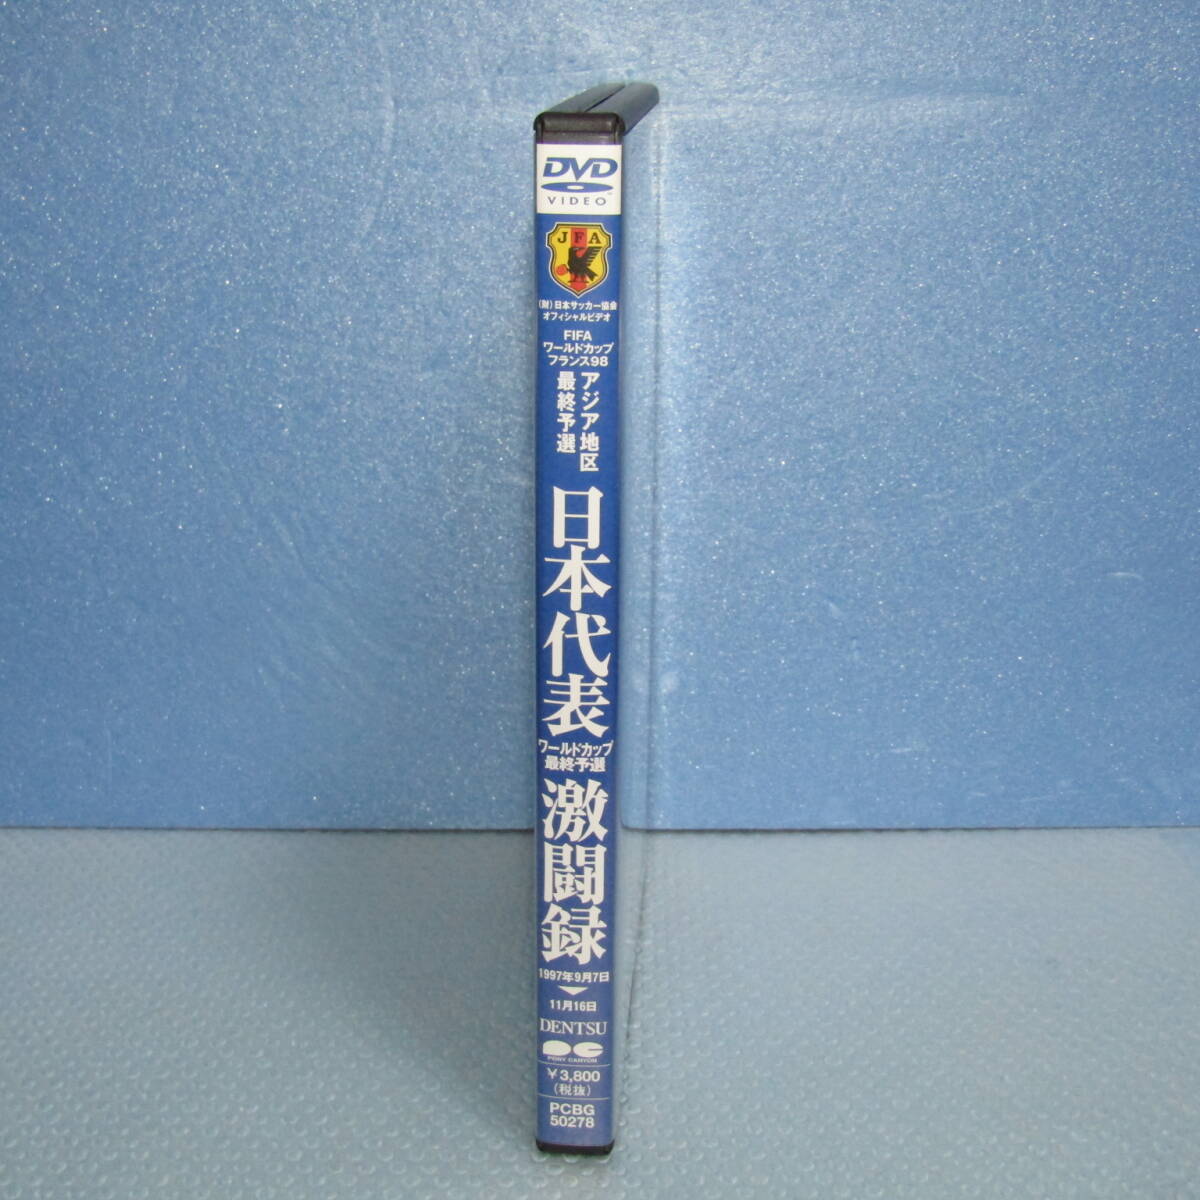 DVD
VIDEO
JFA
(財)日本サッカー協会
オフィシャルビデオ
FIFA
ワールドカップ
フランス98
アジア地区
最終予選
日本代表
ワールドカップ
最終予選
激闘録
1997年9月7日
11月16日
DENTSU
PONY CANYON
¥3,800
(税抜)
PCBG
50278